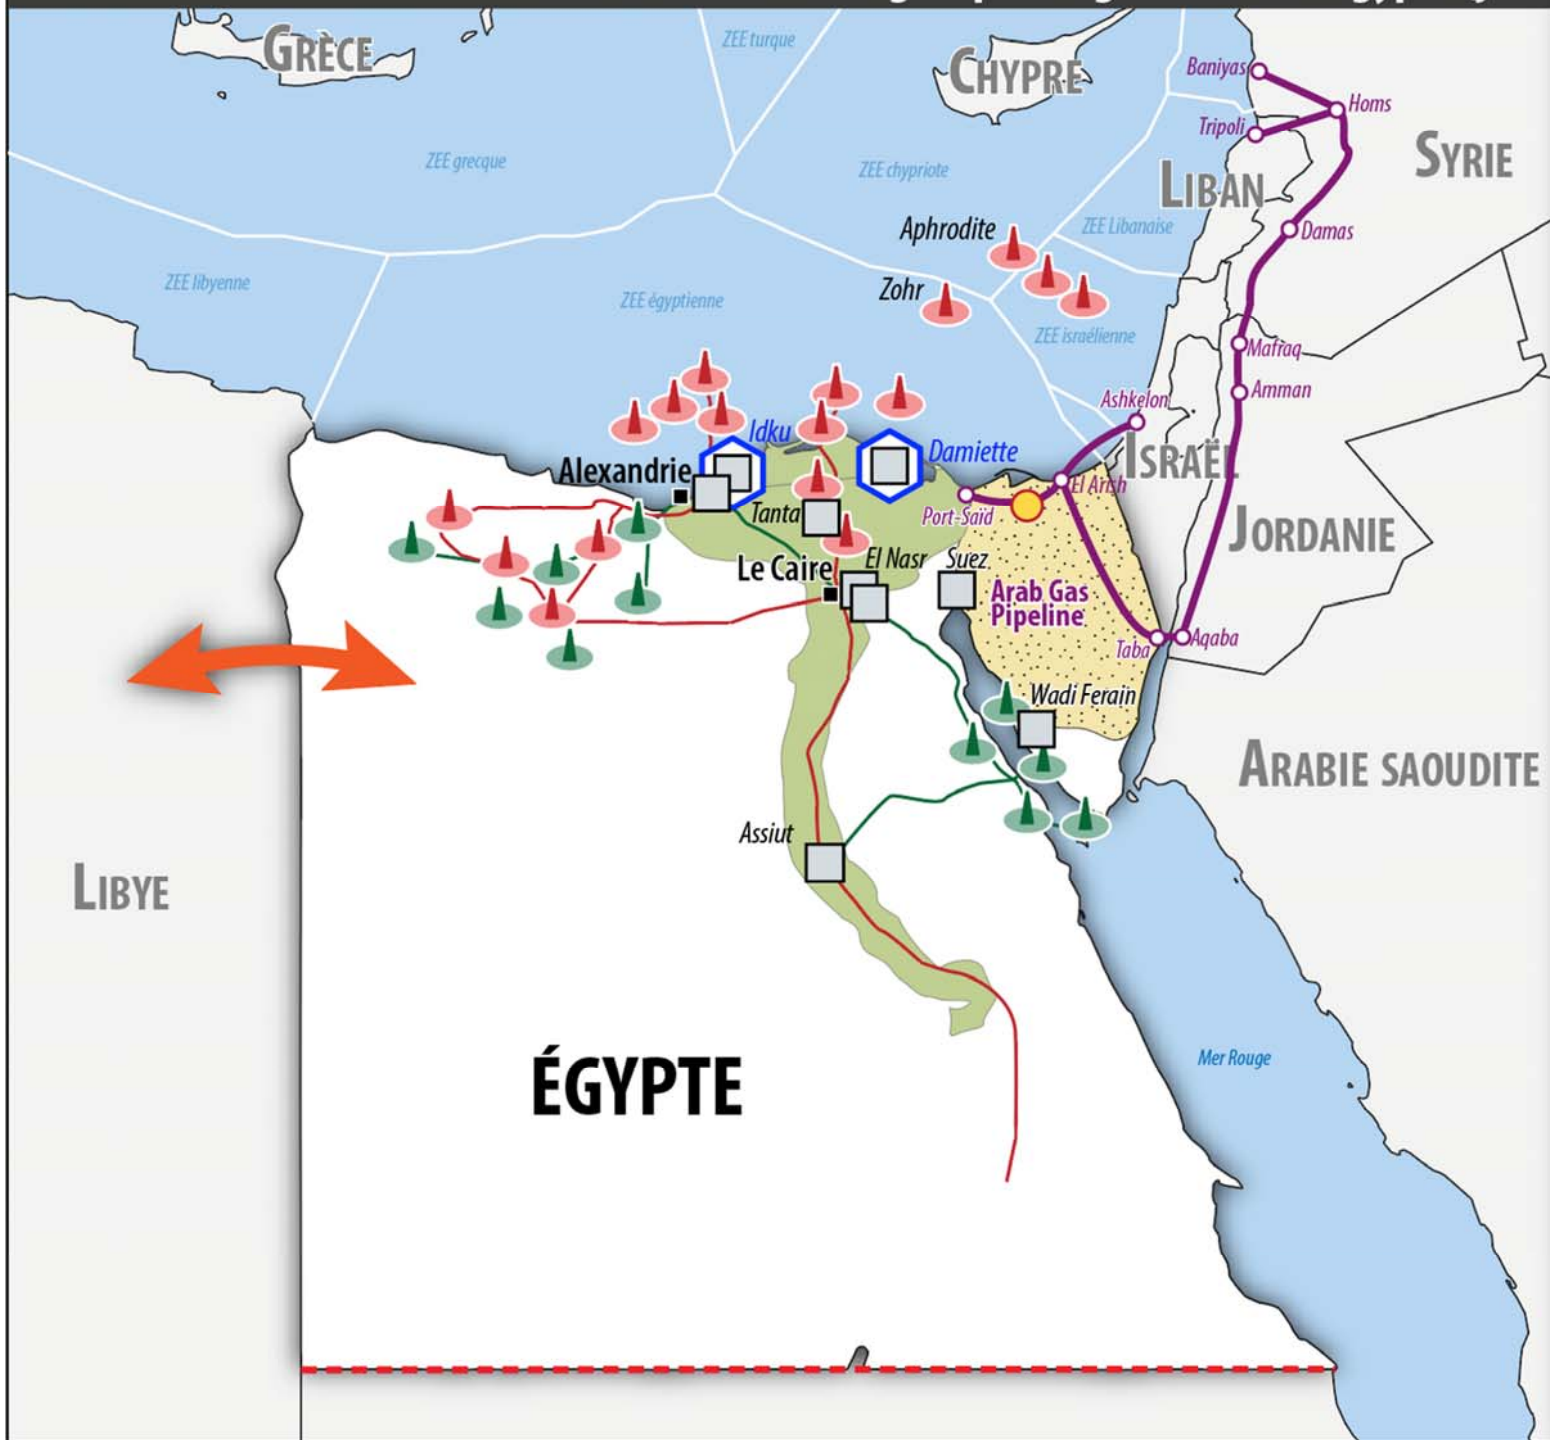 GRÈCE
ZEE turque
CHYPRE
Baniyas
Homs
Tripoli
SYRIE
ZEE grecque
ZEE chypriote
LIBAN
Aphrodite
ZEE Libanaise
Damas
ZEE libyenne
Zohr
ZEE égyptienne
ZEE israélienne
Mafraq
Amman
Ashkelon
Idku
Damiette
ISRAËL
Alexandrie
El Arish
Tanta
Port-Saïd
JORDANIE
Le Caire
El Nasr
Suez
Arab Gas
Pipeline
Taba
Aqaba
Wadi Ferain
ARABIE SAOUDITE
Assiut
LIBYE
ÉGYPTE
Mer Rouge